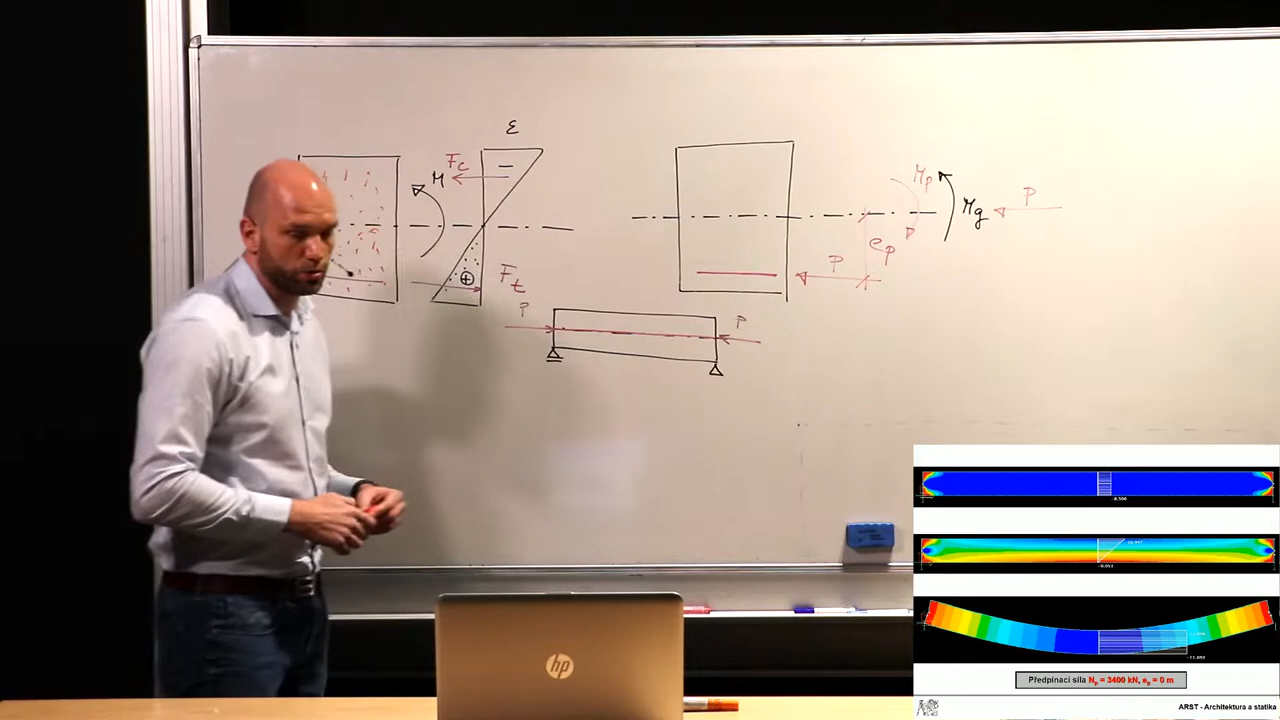 ε
Fc
M
Ft
Mp
Mg
P
ep
P
P
P
hp
Předpínací síla Np = 3400 kN, ep = 0 m
ARST - Architektura a statika